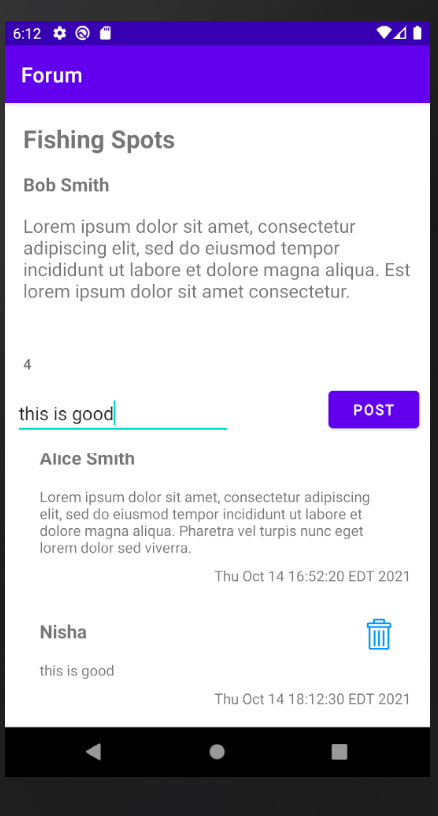 6:12
Forum
Fishing Spots
Bob Smith
Lorem ipsum dolor sit amet, consectetur
adipiscing elit, sed do eiusmod tempor
incididunt ut labore et dolore magna aliqua. Est
lorem ipsum dolor sit amet consectetur.
4
this is good
POST
Alice Smith
Lorem ipsum dolor sit amet, consectetur adipiscing
elit, sed do eiusmod tempor incididunt ut labore et
dolore magna aliqua. Pharetra vel turpis nunc eget
lorem dolor sed viverra.
Thu Oct 14 16:52:20 EDT 2021
Nisha
this is good
Thu Oct 14 18:12:30 EDT 2021